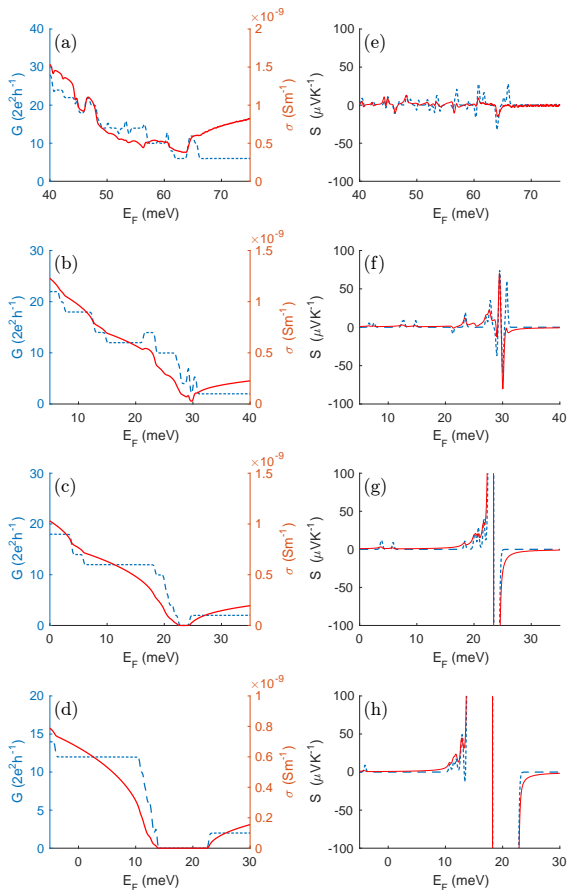 (a)
×10⁻⁹
40
30
20
10
0
G (2e²h⁻¹)
2
1.5
1
0.5
0
σ (Sm⁻¹)
40 50 60 70
E_F (meV)
(e)
100
50
0
-50
-100
S (μVK⁻¹)
40 45 50 55 60 65 70 75
E_F (meV)
(b)
×10⁻⁹
30
20
10
0
G (2e²h⁻¹)
1.5
1
0.5
0
σ (Sm⁻¹)
10 20 30 40
E_F (meV)
(f)
100
50
0
-50
-100
S (μVK⁻¹)
10 20 30 40
E_F (meV)
(c)
×10⁻⁹
30
20
10
0
G (2e²h⁻¹)
1.5
1
0.5
0
σ (Sm⁻¹)
0 10 20 30
E_F (meV)
(g)
100
50
0
-50
-100
S (μVK⁻¹)
0 10 20 30
E_F (meV)
(d)
×10⁻⁹
20
15
10
5
0
G (2e²h⁻¹)
1
0.8
0.6
0.4
0.2
0
σ (Sm⁻¹)
0 10 20 30
E_F (meV)
(h)
100
50
0
-50
-100
S (μVK⁻¹)
0 10 20 30
E_F (meV)